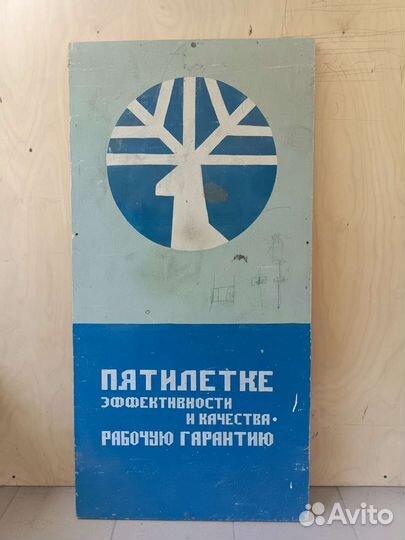 ПЯТИЛЕТКЕ
ЭФФЕКТИВНОСТИ
И КАЧЕСТВА •
РАБОЧУЮ ГАРАНТИЮ
Avito